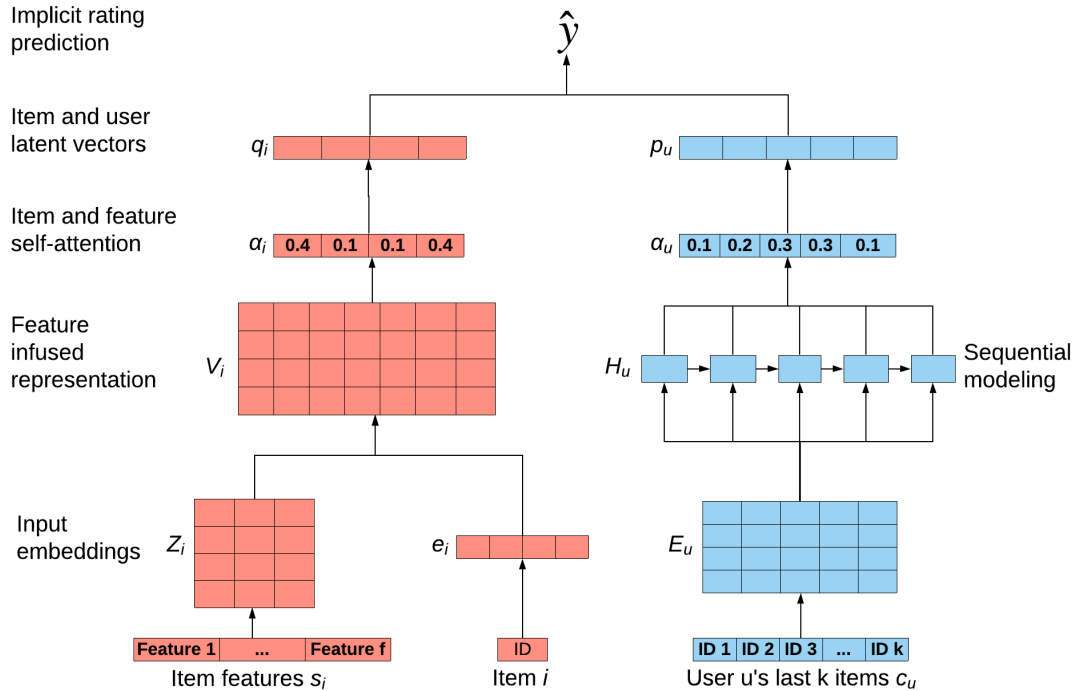 Implicit rating
prediction
ŷ
Item and user
latent vectors
qi
pu
Item and feature
self-attention
αi
0.4 0.1 0.1 0.4
αu
0.1 0.2 0.3 0.3 0.1
Feature
infused
representation
Vi
Hu
Sequential
modeling
Input
embeddings
Zi
ei
Eu
Feature 1 ... Feature f
ID
ID 1 ID 2 ID 3 ... ID k
Item features si
Item i
User u's last k items cu